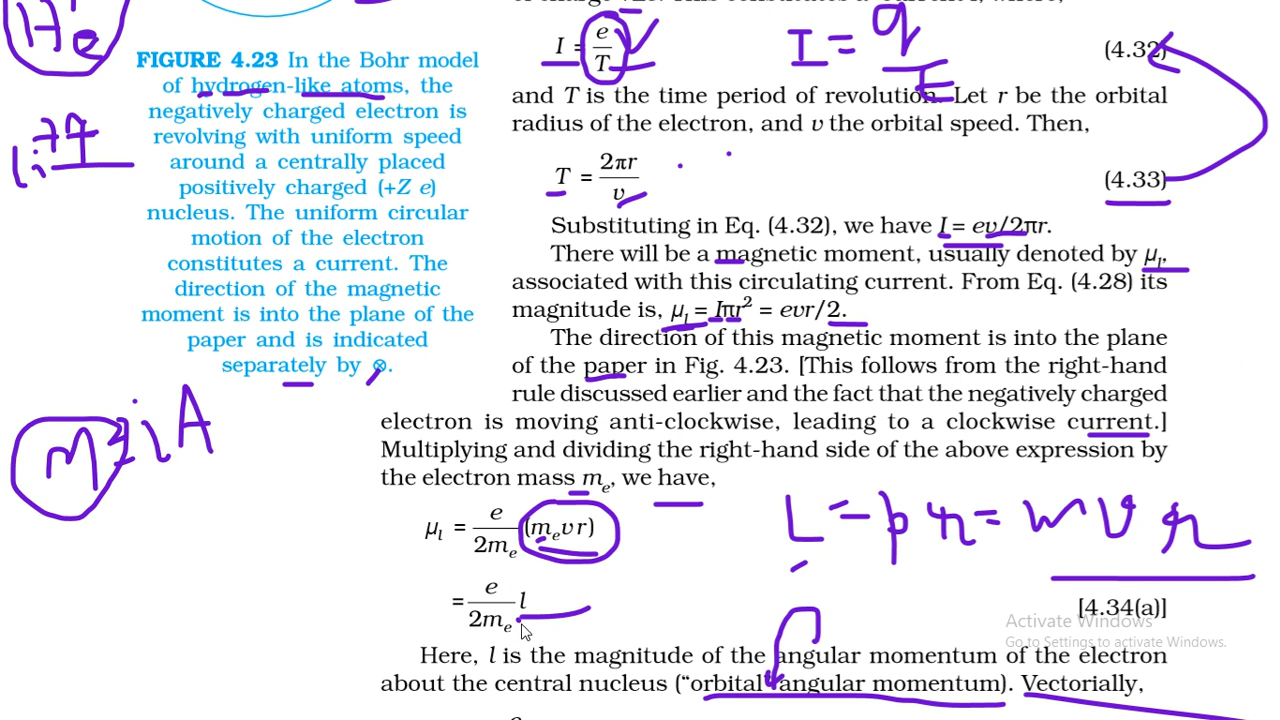 He
FIGURE 4.23 In the Bohr model
of hydrogen-like atoms, the
negatively charged electron is
revolving with uniform speed
around a centrally placed
positively charged (+Z e)
nucleus. The uniform circular
motion of the electron
constitutes a current. The
direction of the magnetic
moment is into the plane of the
paper and is indicated
separately by ⊗.
I = e/T
I = q/t
(4.32)
and T is the time period of revolution. Let r be the orbital
radius of the electron, and v the orbital speed. Then,
T = 2πr/v
(4.33)
Substituting in Eq. (4.32), we have I = ev/2πr.
There will be a magnetic moment, usually denoted by μl,
associated with this circulating current. From Eq. (4.28) its
magnitude is, μl = Iπr² = evr/2.
The direction of this magnetic moment is into the plane
of the paper in Fig. 4.23. [This follows from the right-hand
rule discussed earlier and the fact that the negatively charged
electron is moving anti-clockwise, leading to a clockwise current.]
Multiplying and dividing the right-hand side of the above expression by
the electron mass me, we have,
M = iA
μl = e/2me (mevr)
L = pr = mvr
= e/2me l
[4.34(a)]
Activate Windows
Go to Settings to activate Windows.
Here, l is the magnitude of the angular momentum of the electron
about the central nucleus (“orbital” angular momentum). Vectorially,